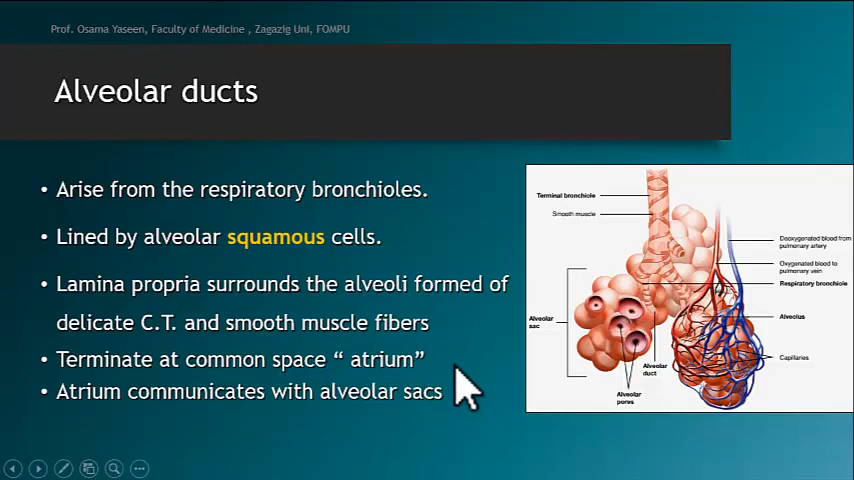 Prof. Osama Yaseen, Faculty of Medicine , Zagazig Uni, FOMPU
Alveolar ducts
• Arise from the respiratory bronchioles.
• Lined by alveolar squamous cells.
• Lamina propria surrounds the alveoli formed of
delicate C.T. and smooth muscle fibers
• Terminate at common space “ atrium”
• Atrium communicates with alveolar sacs
Terminal bronchiole
Smooth muscle
Alveolar
sac
Alveolar
duct
Alveolar
pores
Deoxygenated blood from
pulmonary artery
Oxygenated blood to
pulmonary vein
Respiratory bronchiole
Alveolus
Capillaries